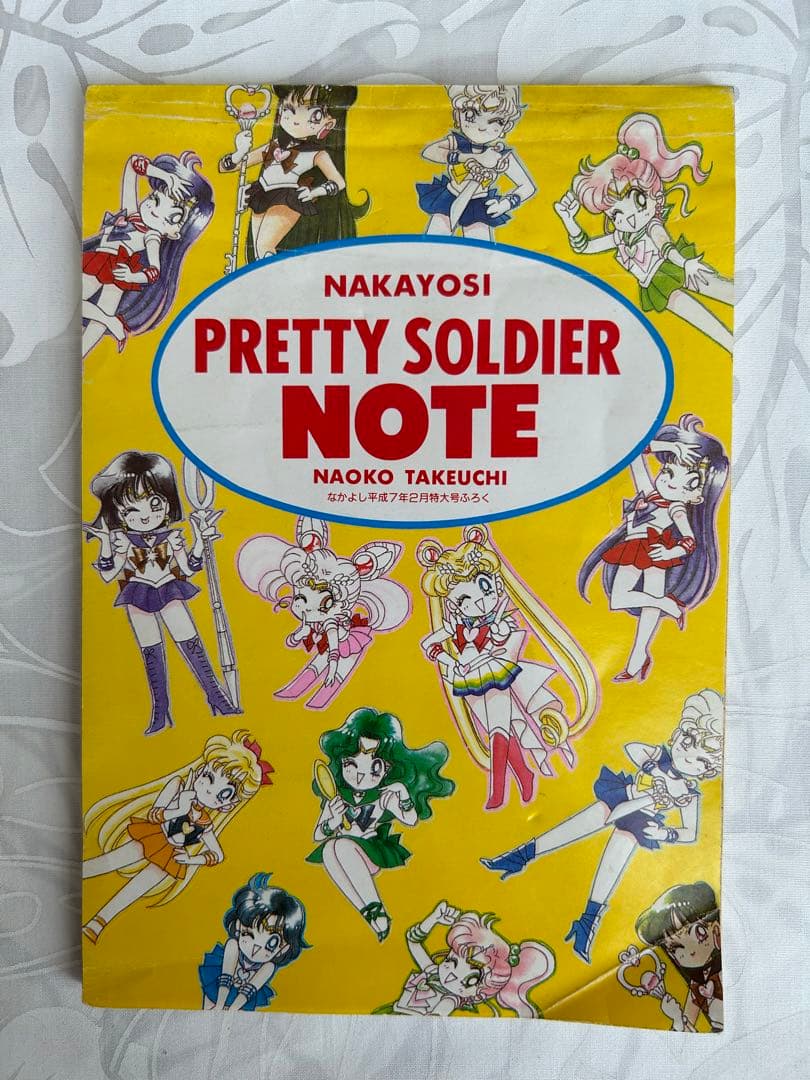 NAKAYOSI
PRETTY SOLDIER
NOTE
NAOKO TAKEUCHI
なかよし平成7年2月特大号ふろく